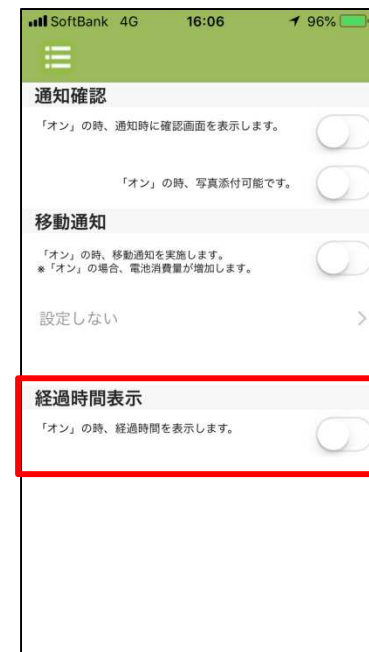 SoftBank 4G 16:06 96%
通知確認
「オン」の時、通知時に確認画面を表示します。
「オン」の時、写真添付可能です。
移動通知
「オン」の時、移動通知を実施します。
※「オン」の場合、電池消費量が増加します。
設定しない
経過時間表示
「オン」の時、経過時間を表示します。